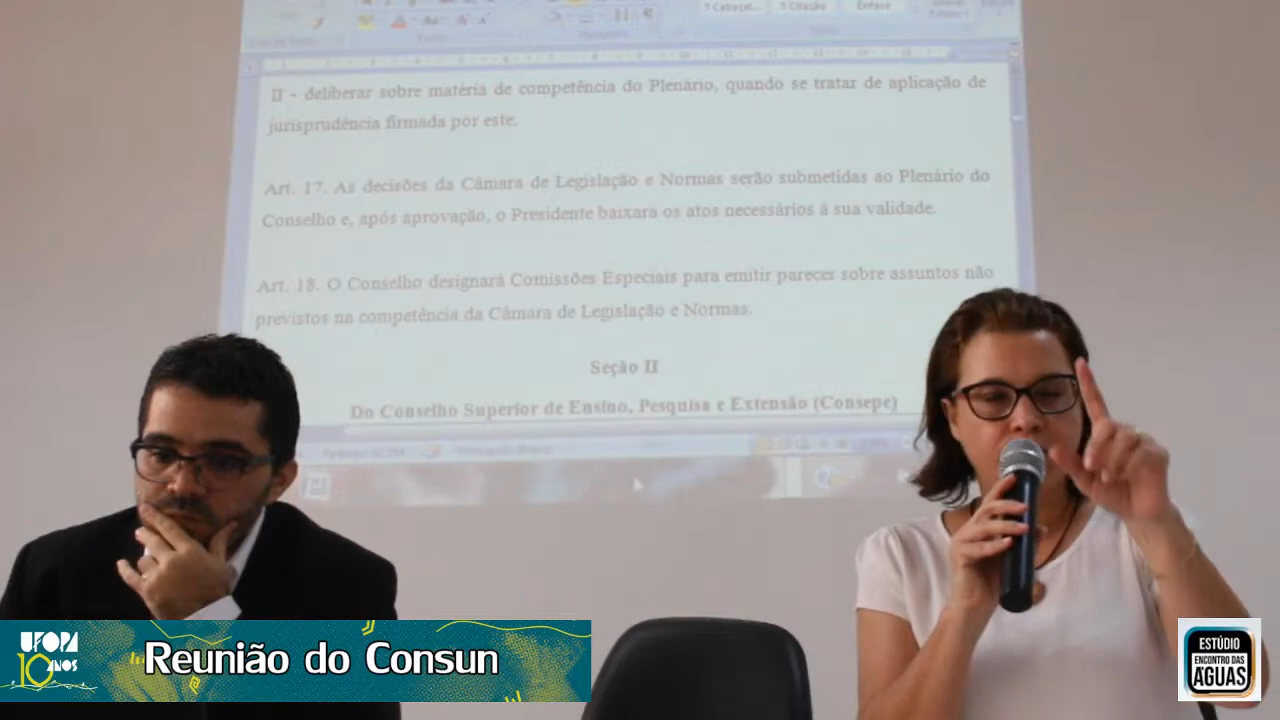 ¶ Cabeçal...
¶ Citação
Ênfase
II - deliberar sobre matéria de competência do Plenário, quando se tratar de aplicação de
jurisprudência firmada por este.
Art. 17. As decisões da Câmara de Legislação e Normas serão submetidas ao Plenário do
Conselho e, após aprovação, o Presidente baixará os atos necessários à sua validade.
Art. 18. O Conselho designará Comissões Especiais para emitir parecer sobre assuntos não
previstos na competência da Câmara de Legislação e Normas.
Seção II
Do Conselho Superior de Ensino, Pesquisa e Extensão (Consepe)
UFOPA
10 ANOS
Reunião do Consun
ESTÚDIO
ENCONTRO DAS
ÁGUAS